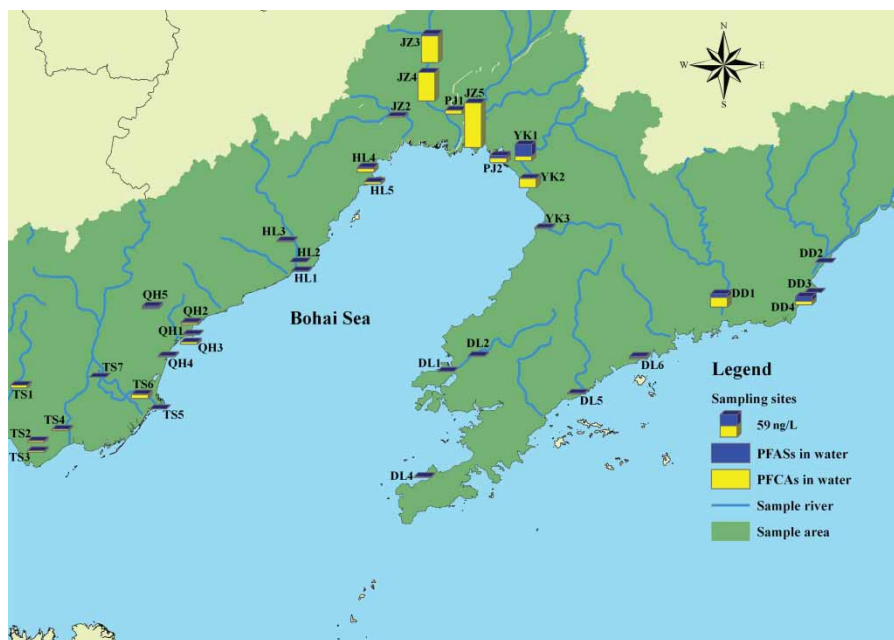 N
W E
S
JZ3
JZ4
PJ1
JZ5
JZ2
YK1
HL4
PJ2
HL5
YK2
YK3
HL3
HL2
HL1
DD2
DD3
DD1
DD4
QH5
QH2
QH1
QH3
QH4
Bohai Sea
DL2
DL1
DL6
DL5
DL4
TS7
TS1
TS6
TS5
TS4
TS2
TS3
Legend
Sampling sites
59 ng/L
PFASs in water
PFCAs in water
Sample river
Sample area